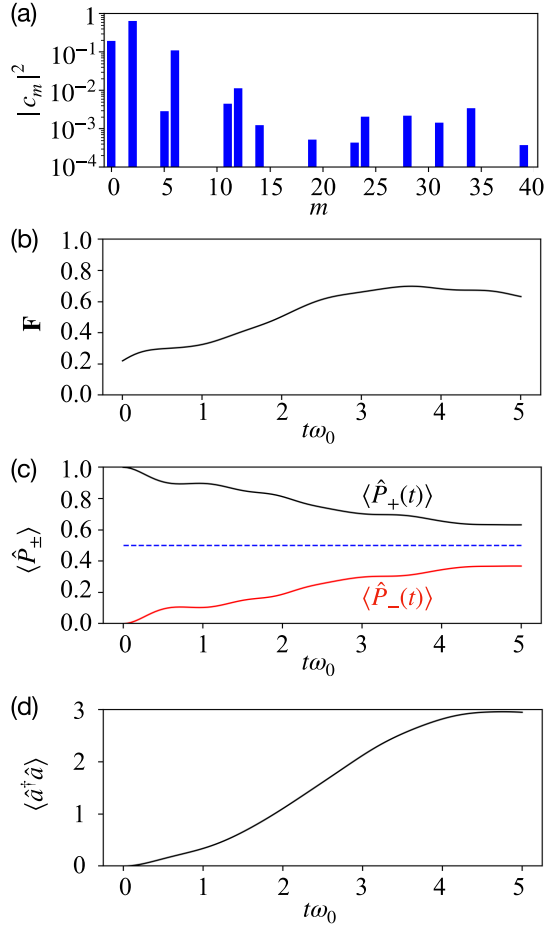 (a)
|c_m|^2
1
10^{-1}
10^{-2}
10^{-3}
10^{-4}
0 5 10 15 20 25 30 35 40
m
(b)
F
1.0
0.8
0.6
0.4
0.2
0.0
0 1 2 3 4 5
tω₀
(c)
⟨P̂_±⟩
1.0
0.8
0.6
0.4
0.2
0.0
⟨P̂_+(t)⟩
⟨P̂_−(t)⟩
0 1 2 3 4 5
tω₀
(d)
⟨â†â⟩
3
2
1
0
0 1 2 3 4 5
tω₀